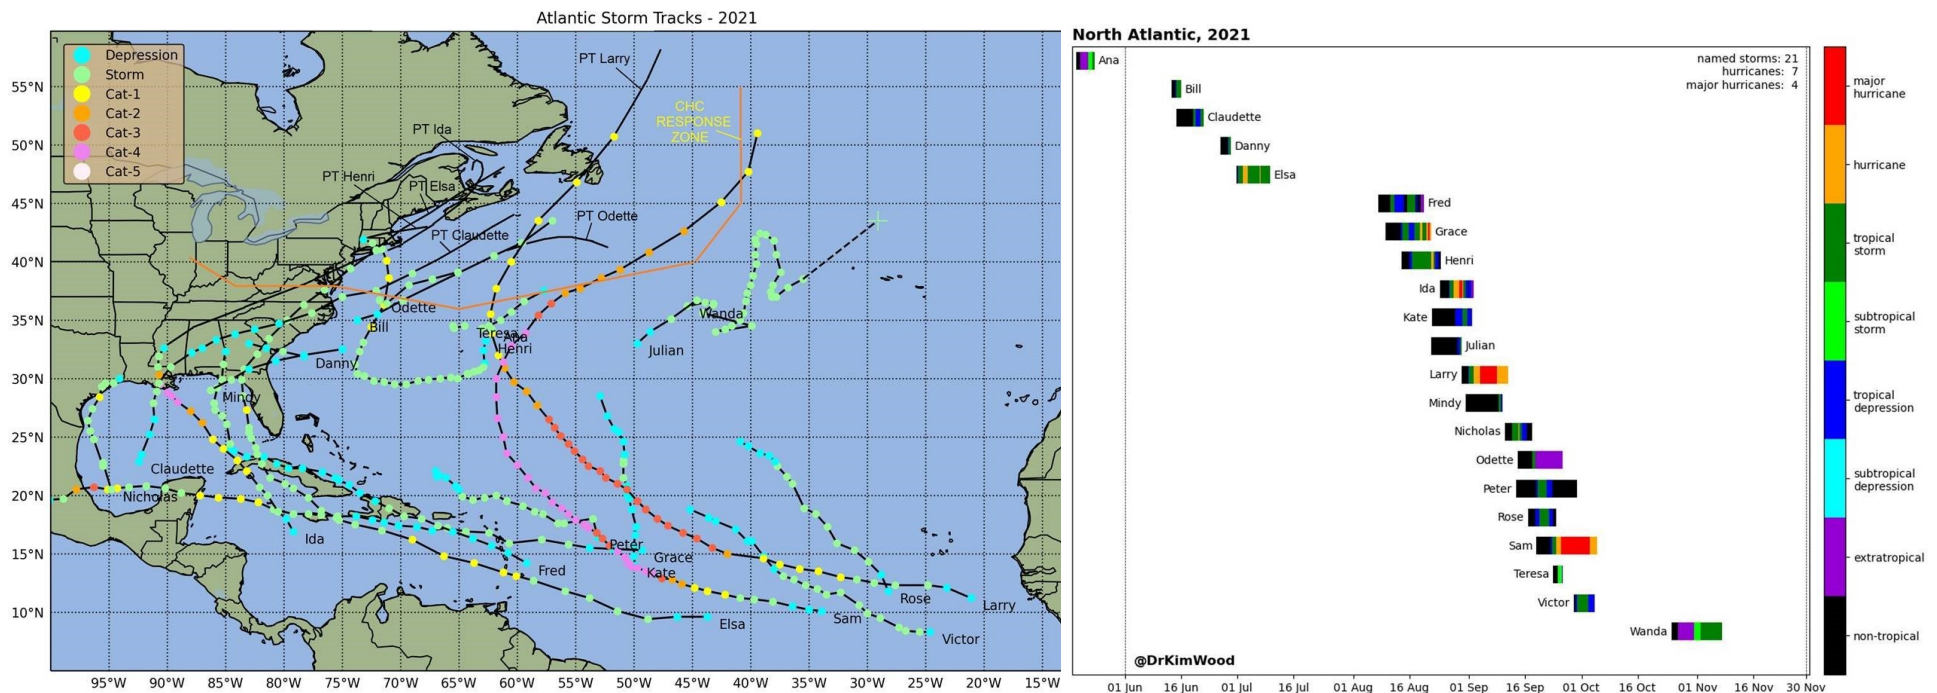 Atlantic Storm Tracks - 2021
Depression
Storm
Cat-1
Cat-2
Cat-3
Cat-4
Cat-5
PT Larry
CHC
RESPONSE
ZONE
PT Ida
PT Henri
PT Elsa
PT Odette
PT Claudette
Odette
Bill
Danny
Teresa
Ana
Henri
Wanda
Julian
Mindy
Claudette
Nicholas
Ida
Fred
Peter
Grace
Kate
Rose
Larry
Elsa
Sam
Victor
55°N
50°N
45°N
40°N
35°N
30°N
25°N
20°N
15°N
10°N
95°W 90°W 85°W 80°W 75°W 70°W 65°W 60°W 55°W 50°W 45°W 40°W 35°W 30°W 25°W 20°W 15°W
North Atlantic, 2021
named storms: 21
hurricanes: 7
major hurricanes: 4
Ana
Bill
Claudette
Danny
Elsa
Fred
Grace
Henri
Ida
Kate
Julian
Larry
Mindy
Nicholas
Odette
Peter
Rose
Sam
Teresa
Victor
Wanda
@DrKimWood
01 Jun 16 Jun 01 Jul 16 Jul 01 Aug 16 Aug 01 Sep 16 Sep 01 Oct 16 Oct 01 Nov 16 Nov 30 Nov
major
hurricane
hurricane
tropical
storm
subtropical
storm
tropical
depression
subtropical
depression
extratropical
non-tropical